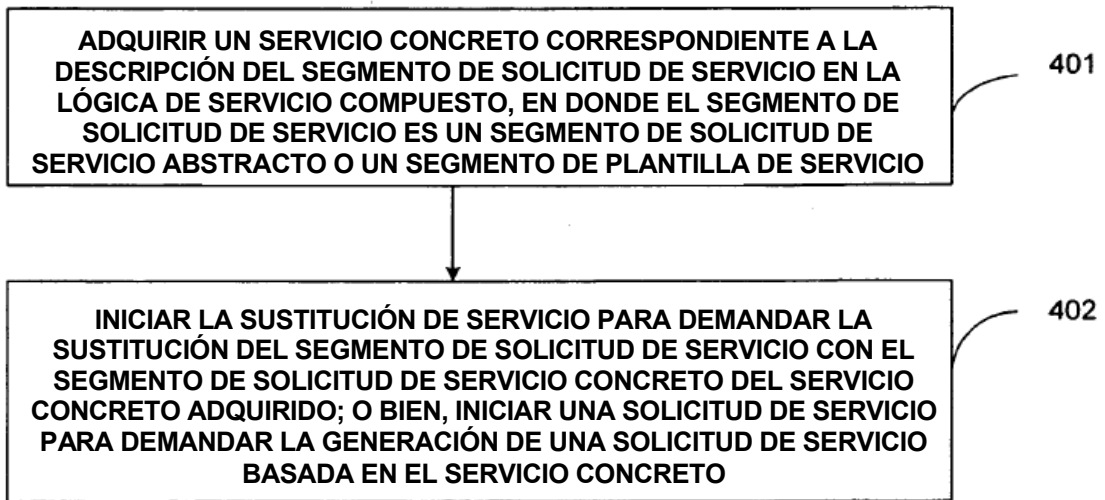 ADQUIRIR UN SERVICIO CONCRETO CORRESPONDIENTE A LA
DESCRIPCIÓN DEL SEGMENTO DE SOLICITUD DE SERVICIO EN LA
LÓGICA DE SERVICIO COMPUESTO, EN DONDE EL SEGMENTO DE
SOLICITUD DE SERVICIO ES UN SEGMENTO DE SOLICITUD DE
SERVICIO ABSTRACTO O UN SEGMENTO DE PLANTILLA DE SERVICIO
401
INICIAR LA SUSTITUCIÓN DE SERVICIO PARA DEMANDAR LA
SUSTITUCIÓN DEL SEGMENTO DE SOLICITUD DE SERVICIO CON EL
SEGMENTO DE SOLICITUD DE SERVICIO CONCRETO DEL SERVICIO
CONCRETO ADQUIRIDO; O BIEN, INICIAR UNA SOLICITUD DE SERVICIO
PARA DEMANDAR LA GENERACIÓN DE UNA SOLICITUD DE SERVICIO
BASADA EN EL SERVICIO CONCRETO
402